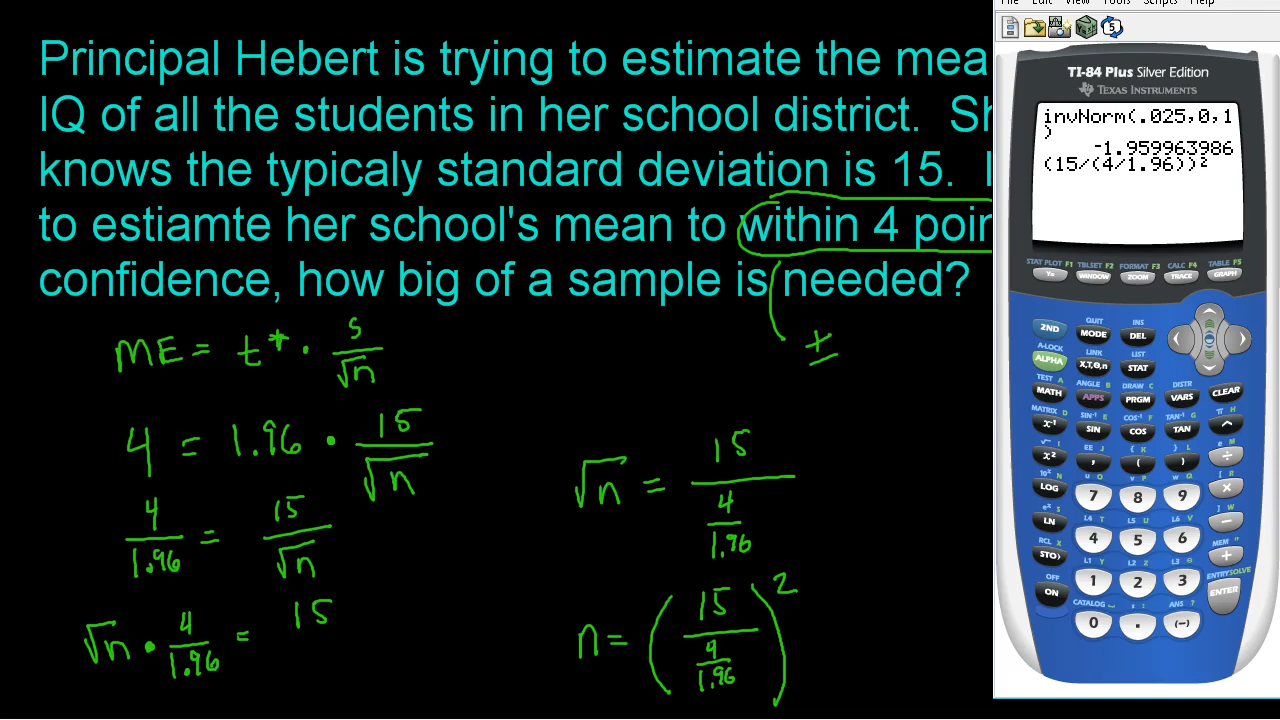 Principal Hebert is trying to estimate the mea
IQ of all the students in her school district. Sh
knows the typicaly standard deviation is 15.
to estiamte her school's mean to within 4 poin
confidence, how big of a sample is needed?
ME = t* · s/√n
±
4 = 1.96 · 15/√n
4/1.96 = 15/√n
√n · 4/1.96 = 15
√n = 15/(4/1.96)
n = (15/(4/1.96))²
File Edit View Tools Scripts Help
TI-84 Plus Silver Edition
TEXAS INSTRUMENTS
invNorm(.025,0,1
)
-1.959963986
(15/(4/1.96))²
STAT PLOT F1 TBLSET F2 FORMAT F3 CALC F4 TABLE F5
Y= WINDOW ZOOM TRACE GRAPH
QUIT INS
2ND MODE DEL
A-LOCK LINK LIST
ALPHA X,T,θ,n STAT
TEST A ANGLE B DRAW C DISTR
MATH APPS PRGM VARS CLEAR
MATRIX D SIN⁻¹ E COS⁻¹ F TAN⁻¹ G π H
x⁻¹ SIN COS TAN ^
√ I EE J { K } L e M
x² , ( ) ÷
10ˣ N u O v P w Q [ R
LOG 7 8 9 ×
eˣ S L4 T L5 U L6 V ] W
LN 4 5 6 −
RCL X L1 Y L2 Z L3 θ MEM "
STO› 1 2 3 +
OFF CATALOG ␣ i : ANS ? ENTRY SOLVE
ON 0 . (−) ENTER